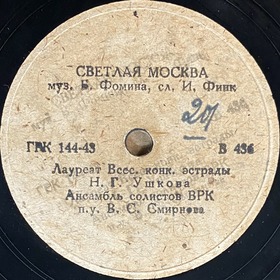 СВЕТЛАЯ МОСКВА
муз. Б. Фомина, сл. И. Финк
20
ГРК 144-43 В 436
Лауреат Всес. конк. эстрады
Н. Г. Ушкова
Ансамбль солистов ВРК
п.у. В. С. Смирнова